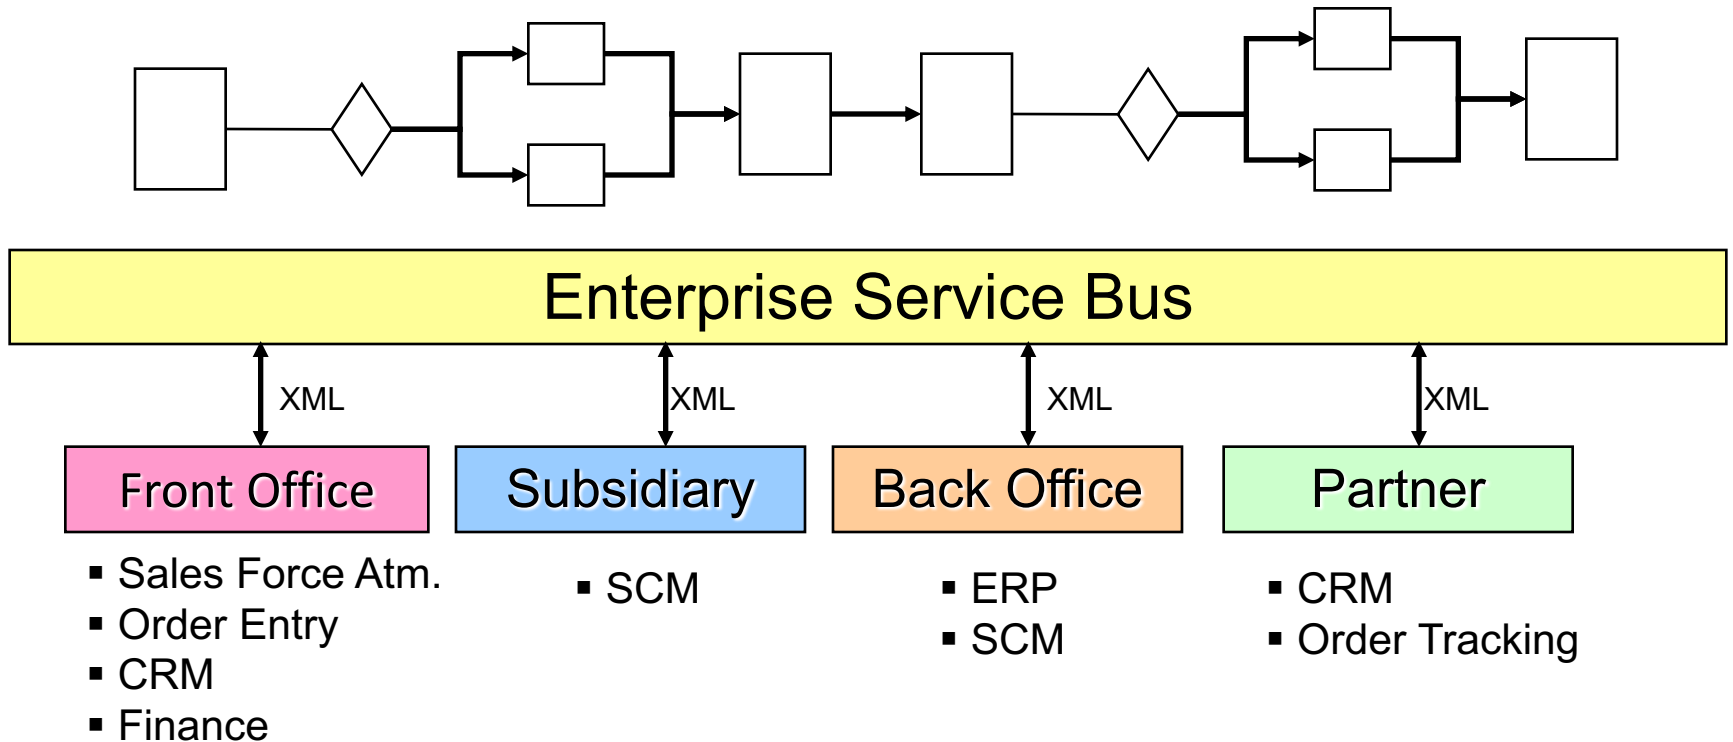 Enterprise Service Bus
XML XML XML XML
Front Office Subsidiary Back Office Partner
▪ Sales Force Atm.
▪ Order Entry
▪ CRM
▪ Finance
▪ SCM
▪ ERP
▪ SCM
▪ CRM
▪ Order Tracking